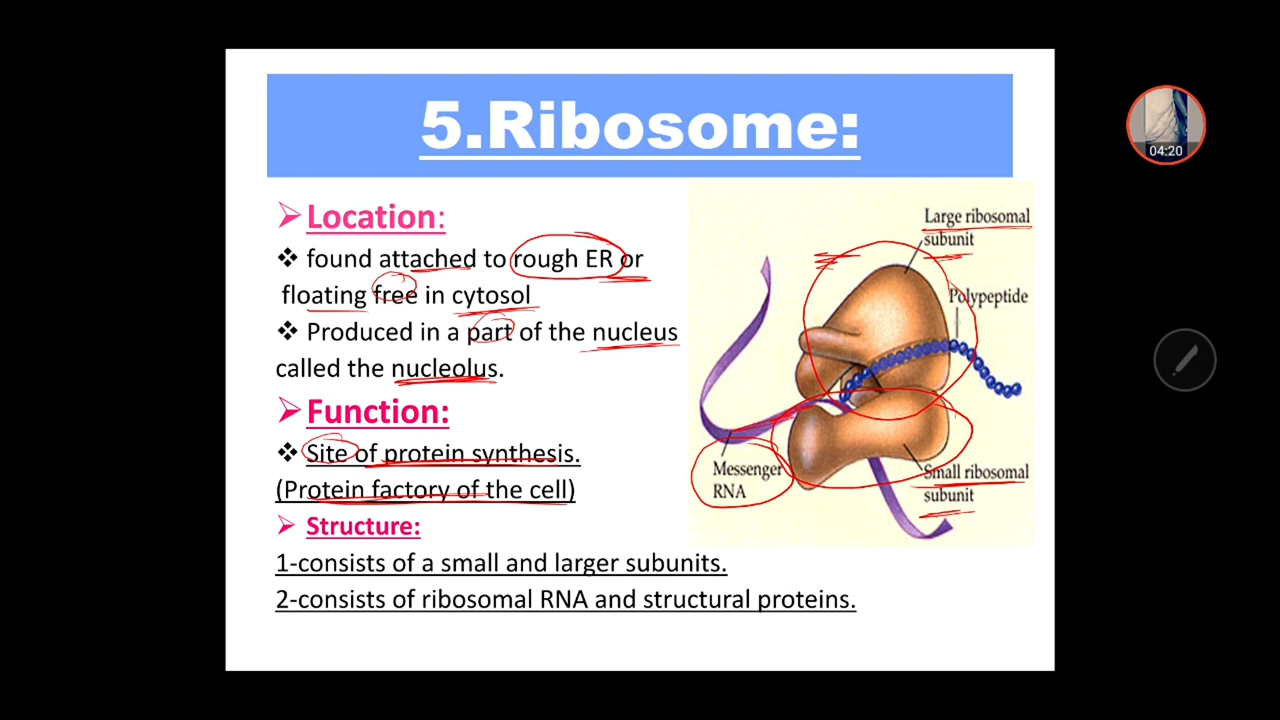 5.Ribosome:
04:20
➢Location:
❖ found attached to rough ER or
floating free in cytosol
❖ Produced in a part of the nucleus
called the nucleolus.
➢Function:
❖ Site of protein synthesis.
(Protein factory of the cell)
➢ Structure:
1-consists of a small and larger subunits.
2-consists of ribosomal RNA and structural proteins.
Large ribosomal
subunit
Polypeptide
Messenger
RNA
Small ribosomal
subunit